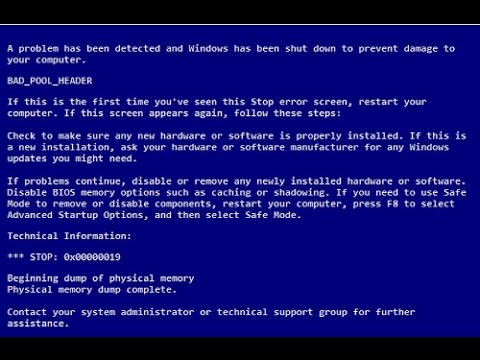 A problem has been detected and Windows has been shut down to prevent damage to
your computer.
BAD_POOL_HEADER
If this is the first time you've seen this Stop error screen, restart your
computer. If this screen appears again, follow these steps:
Check to make sure any new hardware or software is properly installed. If this is
a new installation, ask your hardware or software manufacturer for any Windows
updates you might need.
If problems continue, disable or remove any newly installed hardware or software.
Disable BIOS memory options such as caching or shadowing. If you need to use Safe
Mode to remove or disable components, restart your computer, press F8 to select
Advanced Startup Options, and then select Safe Mode.
Technical Information:
*** STOP: 0x00000019
Beginning dump of physical memory
Physical memory dump complete.
Contact your system administrator or technical support group for further
assistance.